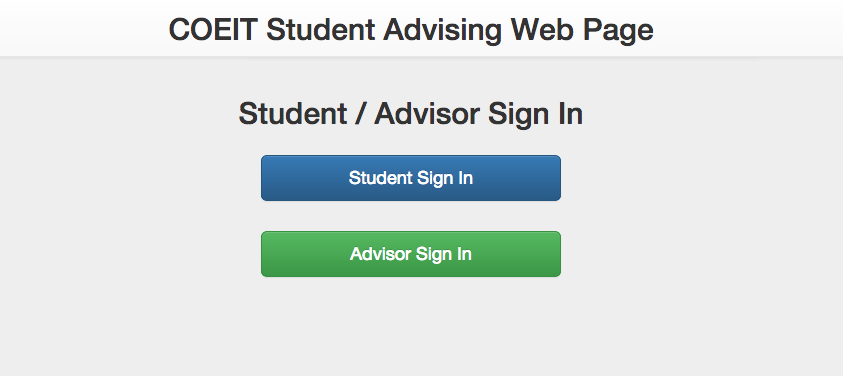 COEIT Student Advising Web Page
Student / Advisor Sign In
Student Sign In
Advisor Sign In